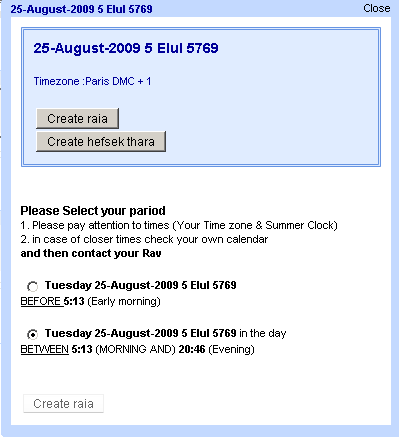 25-August-2009 5 Elul 5769 Close
25-August-2009 5 Elul 5769
Timezone :Paris DMC + 1
Create raia
Create hefsek thara
Please Select your pariod
1. Please pay attention to times (Your Time zone & Summer Clock)
2. in case of closer times check your own calendar
and then contact your Rav
Tuesday 25-August-2009 5 Elul 5769
BEFORE 5:13 (Early morning)
Tuesday 25-August-2009 5 Elul 5769 in the day
BETWEEN 5:13 (MORNING AND) 20:46 (Evening)
Create raia